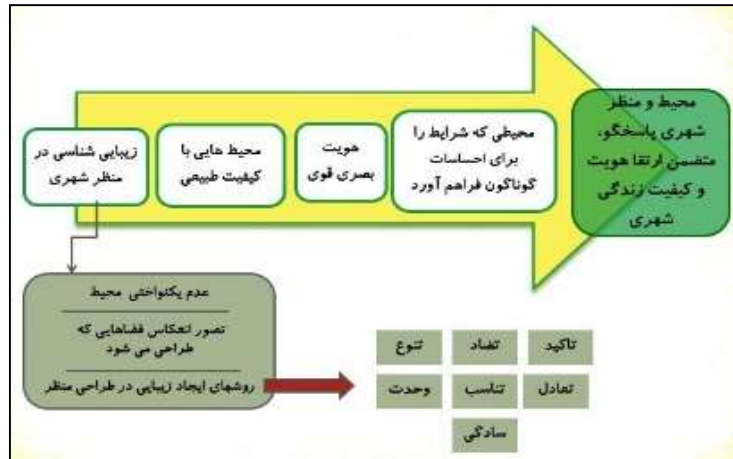 محیط و منظر
شهری پاسخگو،
متضمن ارتقا هویت
و کیفیت زندگی
شهری
محیطی که شرایط را
برای احساسات
گوناگون فراهم آورد
هویت
بصری قوی
محیط هایی با
کیفیت طبیعی
زیبایی شناسی در
منظر شهری
عدم یکنواختی محیط
تصور انعکاس فضاهایی که
طراحی می شود
روشهای ایجاد زیبایی در طراحی منظر
تاکید
تضاد
تنوع
تعادل
تناسب
وحدت
سادگی